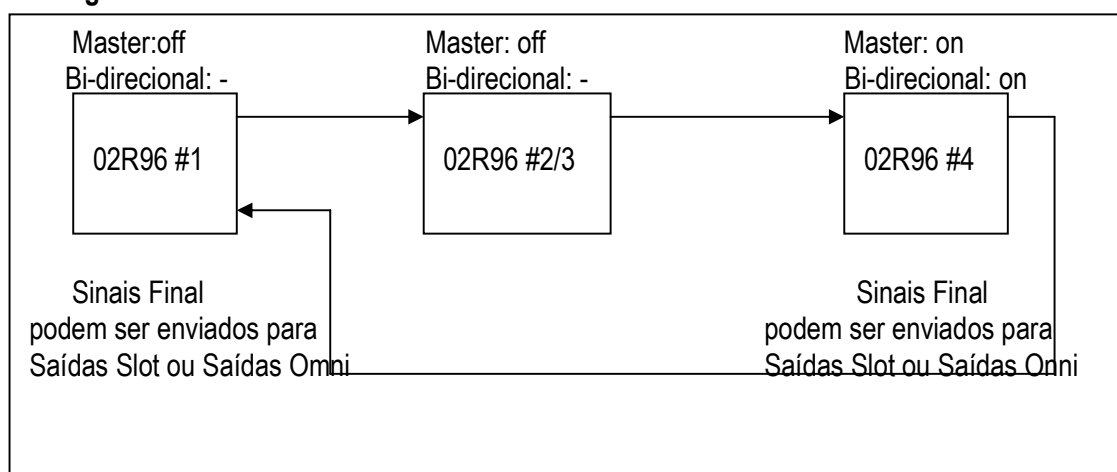 Master:off
Bi-direcional: -
Master: off
Bi-direcional: -
Master: on
Bi-direcional: on
02R96 #1
02R96 #2/3
02R96 #4
Sinais Final
podem ser enviados para
Saídas Slot ou Saídas Omni
Sinais Final
podem ser enviados para
Saídas Slot ou Saídas Onni